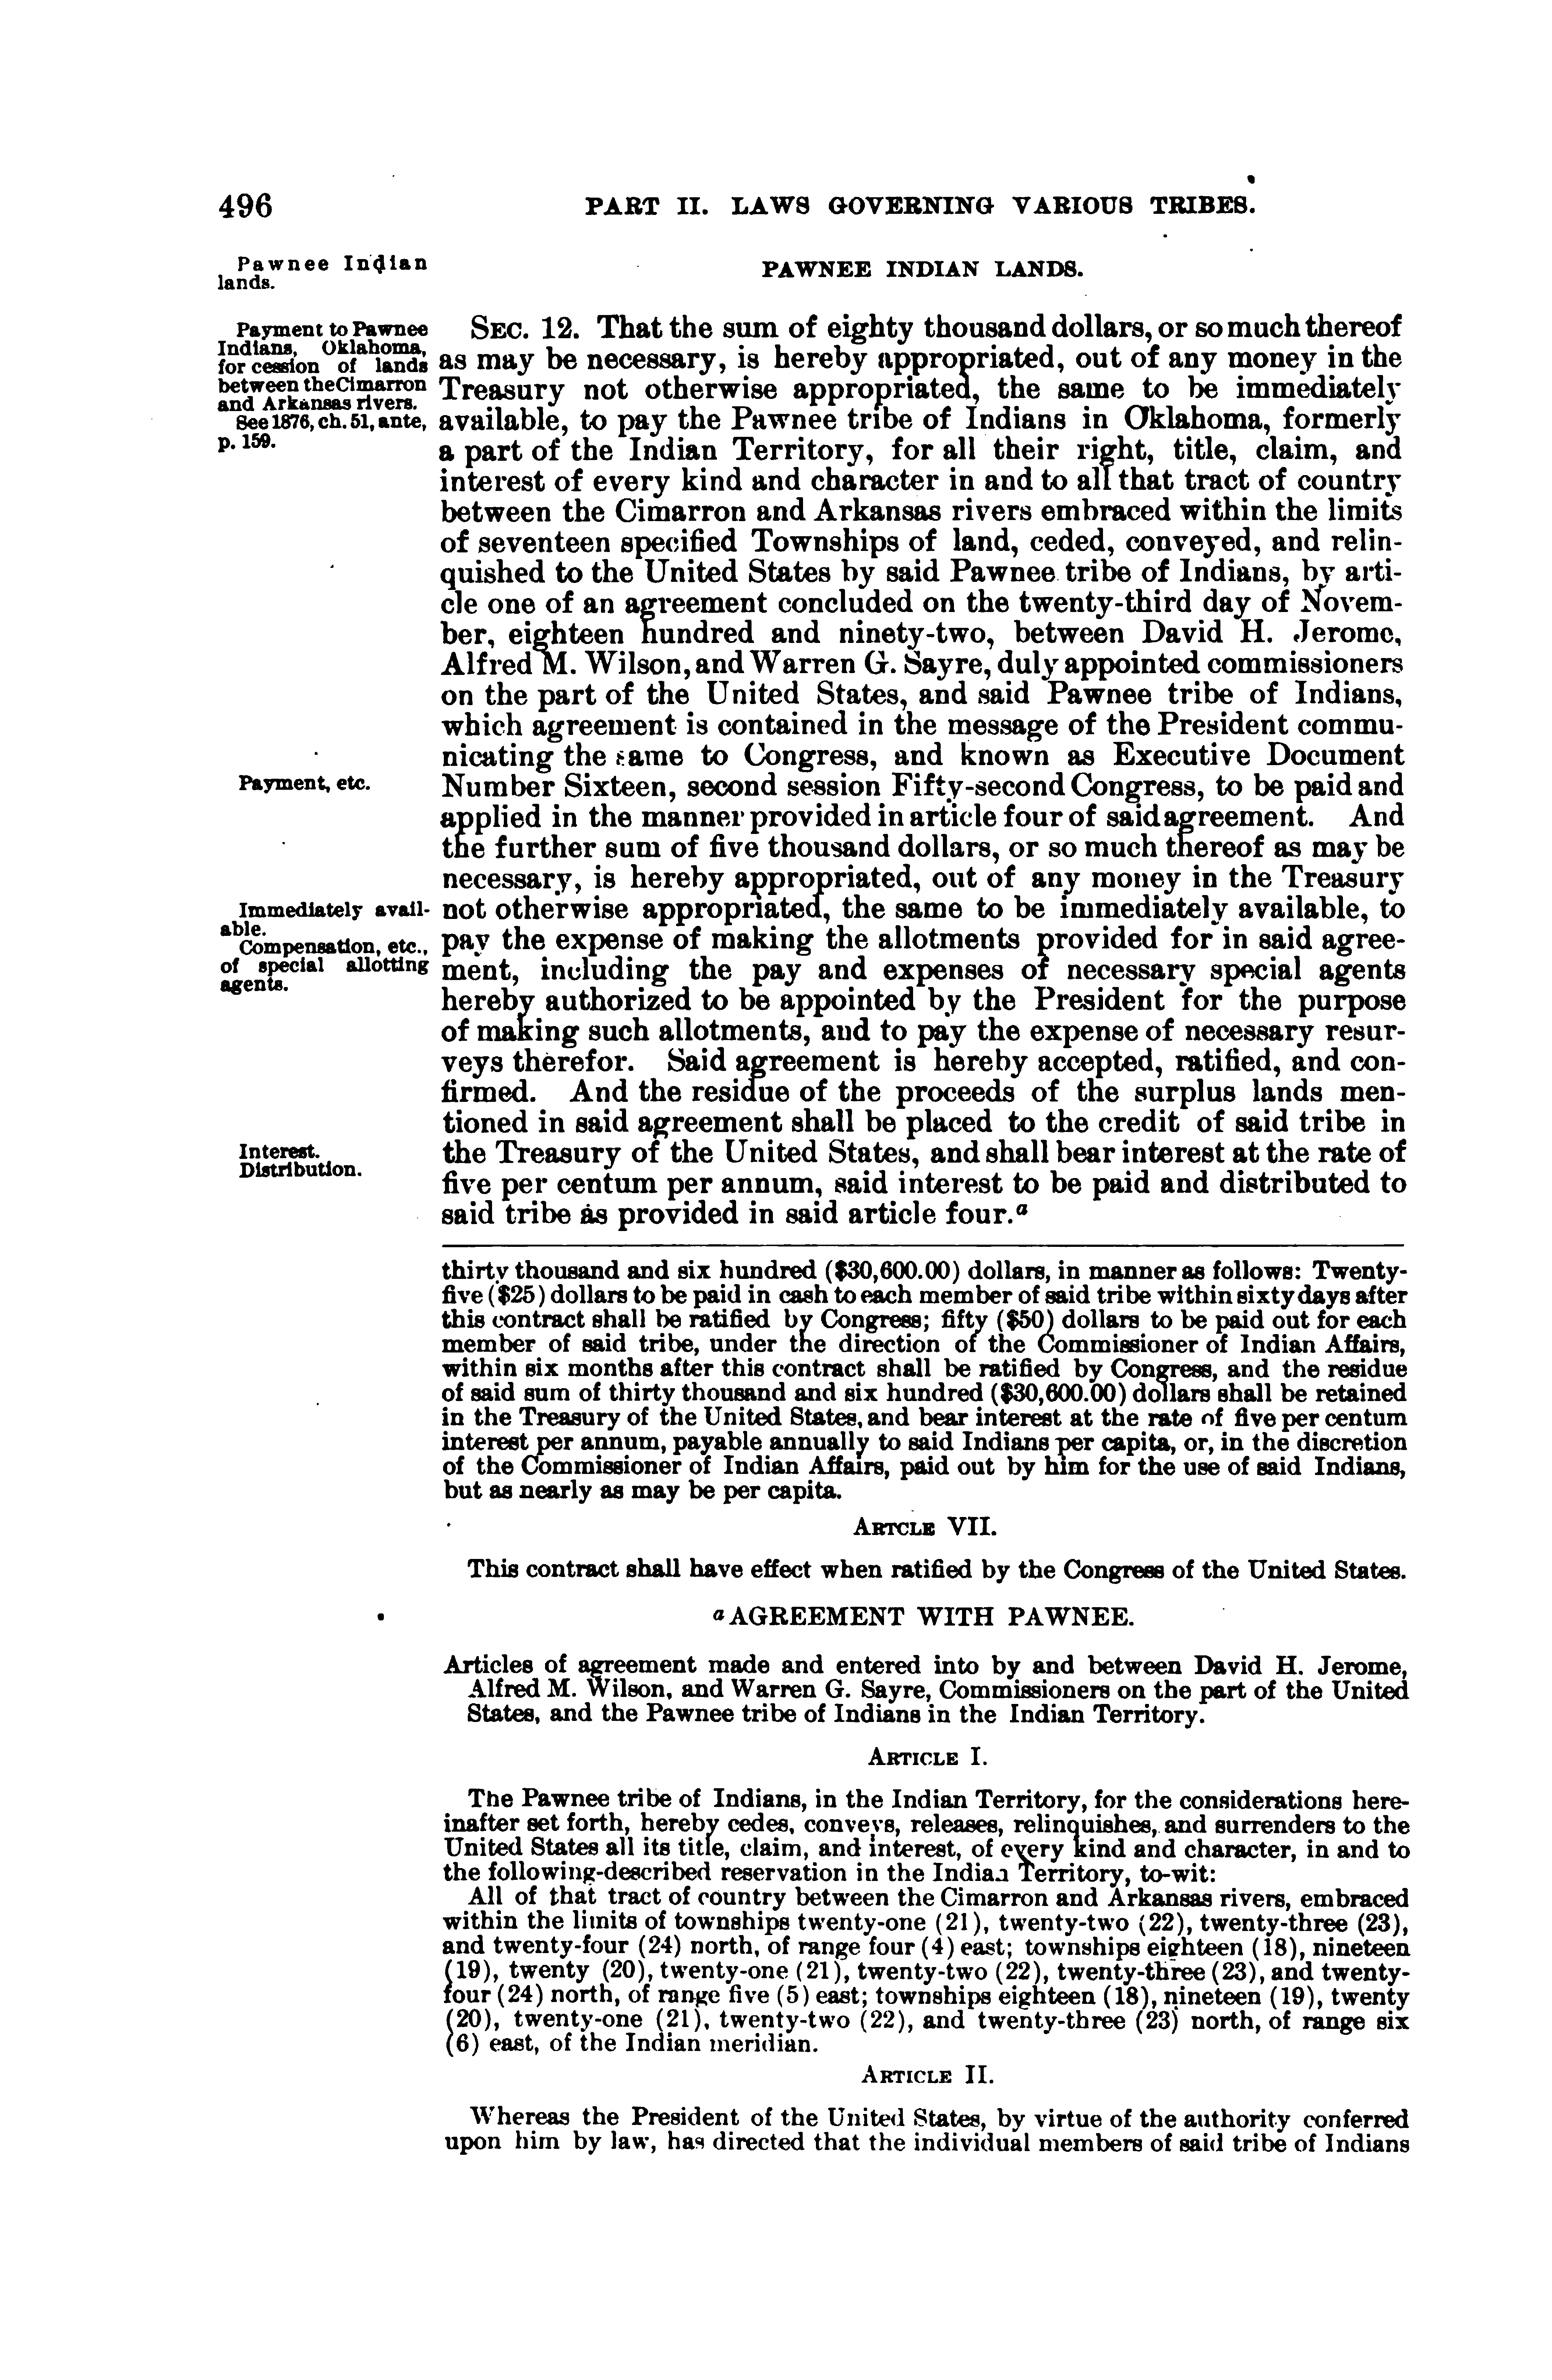 496
PART II. LAWS GOVERNING VARIOUS TRIBES.
Pawnee Indian
lands.
PAWNEE INDIAN LANDS.
Payment to Pawnee
Indians, Oklahoma,
for cession of lands
between the Cimarron
and Arkansas rivers.
See 1876, ch. 51, ante,
p. 159.
SEC. 12. That the sum of eighty thousand dollars, or so much thereof
as may be necessary, is hereby appropriated, out of any money in the
Treasury not otherwise appropriated, the same to be immediately
available, to pay the Pawnee tribe of Indians in Oklahoma, formerly
a part of the Indian Territory, for all their right, title, claim, and
interest of every kind and character in and to all that tract of country
between the Cimarron and Arkansas rivers embraced within the limits
of seventeen specified Townships of land, ceded, conveyed, and relin-
quished to the United States by said Pawnee tribe of Indians, by arti-
cle one of an agreement concluded on the twenty-third day of Novem-
ber, eighteen hundred and ninety-two, between David H. Jerome,
Alfred M. Wilson, and Warren G. Sayre, duly appointed commissioners
on the part of the United States, and said Pawnee tribe of Indians,
which agreement is contained in the message of the President commu-
nicating the same to Congress, and known as Executive Document
Payment, etc.
Number Sixteen, second session Fifty-second Congress, to be paid and
applied in the manner provided in article four of said agreement. And
the further sum of five thousand dollars, or so much thereof as may be
necessary, is hereby appropriated, out of any money in the Treasury
Immediately avail-
able.
Compensation, etc.,
of special allotting
agents.
not otherwise appropriated, the same to be immediately available, to
pay the expense of making the allotments provided for in said agree-
ment, including the pay and expenses of necessary special agents
hereby authorized to be appointed by the President for the purpose
of making such allotments, and to pay the expense of necessary resur-
veys therefor. Said agreement is hereby accepted, ratified, and con-
firmed. And the residue of the proceeds of the surplus lands men-
tioned in said agreement shall be placed to the credit of said tribe in
Interest.
Distribution.
the Treasury of the United States, and shall bear interest at the rate of
five per centum per annum, said interest to be paid and distributed to
said tribe as provided in said article four.a
thirty thousand and six hundred ($30,600.00) dollars, in manner as follows: Twenty-
five ($25) dollars to be paid in cash to each member of said tribe within sixty days after
this contract shall be ratified by Congress; fifty ($50) dollars to be paid out for each
member of said tribe, under the direction of the Commissioner of Indian Affairs,
within six months after this contract shall be ratified by Congress, and the residue
of said sum of thirty thousand and six hundred ($30,600.00) dollars shall be retained
in the Treasury of the United States, and bear interest at the rate of five per centum
interest per annum, payable annually to said Indians per capita, or, in the discretion
of the Commissioner of Indian Affairs, paid out by him for the use of said Indians,
but as nearly as may be per capita.
ARTCLE VII.
This contract shall have effect when ratified by the Congress of the United States.
a AGREEMENT WITH PAWNEE.
Articles of agreement made and entered into by and between David H. Jerome,
Alfred M. Wilson, and Warren G. Sayre, Commissioners on the part of the United
States, and the Pawnee tribe of Indians in the Indian Territory.
ARTICLE I.
The Pawnee tribe of Indians, in the Indian Territory, for the considerations here-
inafter set forth, hereby cedes, conveys, releases, relinquishes, and surrenders to the
United States all its title, claim, and interest, of every kind and character, in and to
the following-described reservation in the Indian Territory, to-wit:
All of that tract of country between the Cimarron and Arkansas rivers, embraced
within the limits of townships twenty-one (21), twenty-two (22), twenty-three (23),
and twenty-four (24) north, of range four (4) east; townships eighteen (18), nineteen
(19), twenty (20), twenty-one (21), twenty-two (22), twenty-three (23), and twenty-
four (24) north, of range five (5) east; townships eighteen (18), nineteen (19), twenty
(20), twenty-one (21), twenty-two (22), and twenty-three (23) north, of range six
(6) east, of the Indian meridian.
ARTICLE II.
Whereas the President of the United States, by virtue of the authority conferred
upon him by law, has directed that the individual members of said tribe of Indians